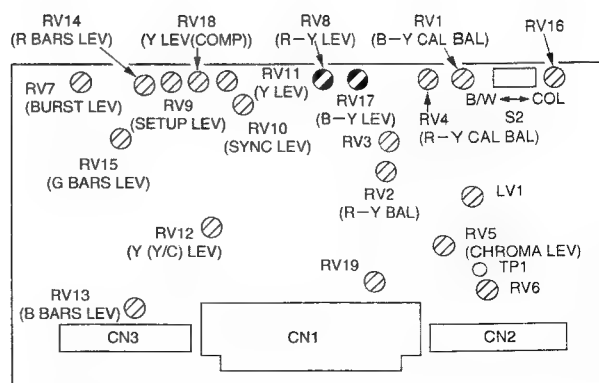 RV14
(R BARS LEV)
RV18
(Y LEV(COMP))
RV8
(R−Y LEV)
RV1
(B−Y CAL BAL)
RV16
RV7
(BURST LEV)
RV9
(SETUP LEV)
RV11
(Y LEV)
RV17
(B−Y LEV)
B/W ↔ COL
S2
RV4
(R−Y CAL BAL)
RV10
(SYNC LEV)
RV3
RV15
(G BARS LEV)
RV2
(R−Y BAL)
LV1
RV12
(Y (Y/C) LEV)
RV5
(CHROMA LEV)
TP1
RV19
RV6
RV13
(B BARS LEV)
CN3
CN1
CN2